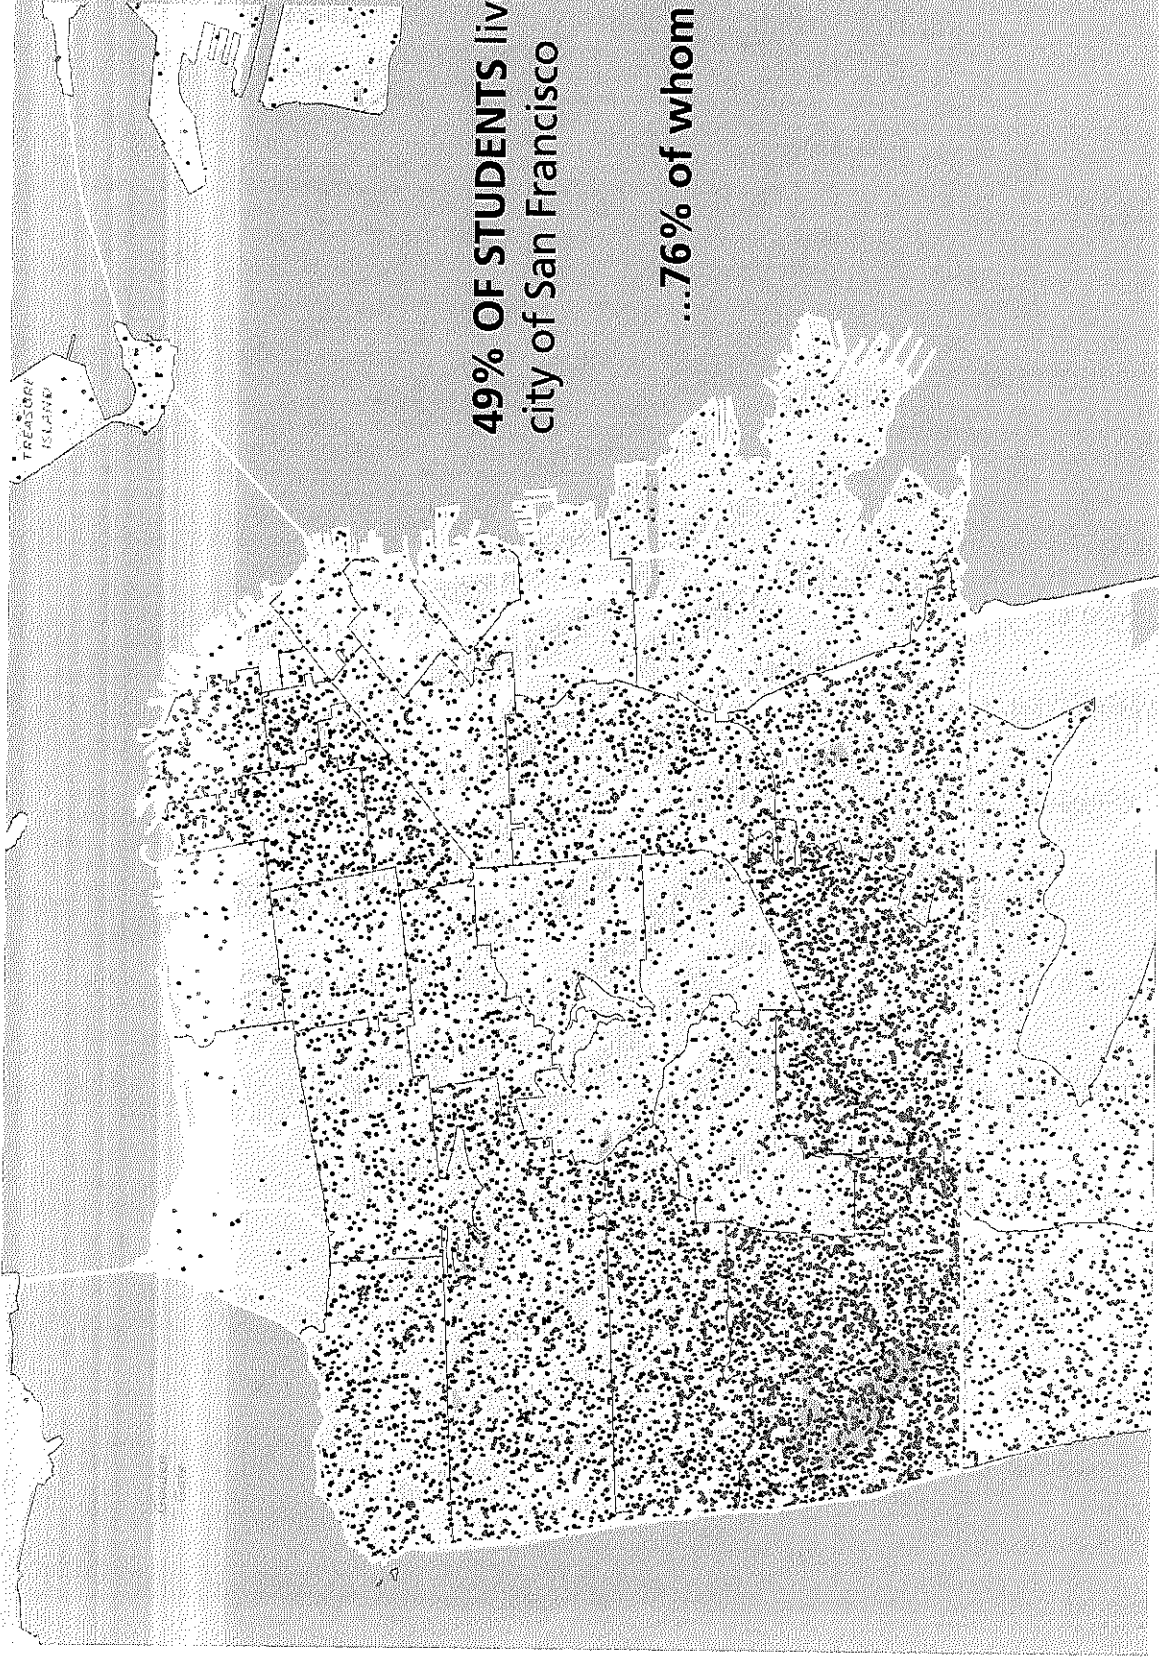 TREASURE
ISLAND
49% OF STUDENTS liv
city of San Francisco
...76% of whom